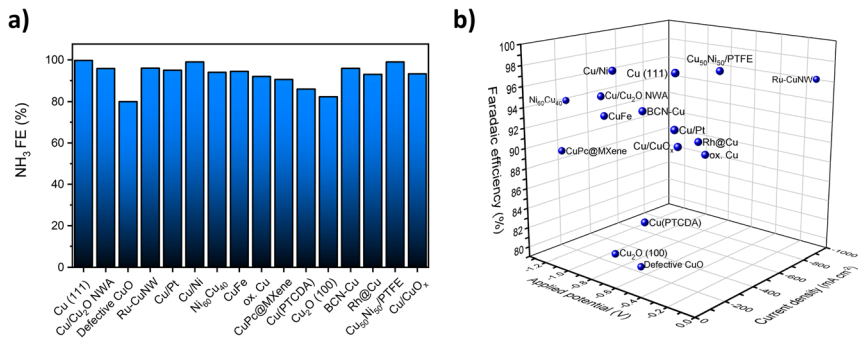 a)
NH₃ FE (%)
100
80
60
40
20
0
Cu (111)
Cu/Cu₂O NWA
Defective CuO
Ru-CuNW
Cu/Pt
Cu/Ni
Ni₆₀Cu₄₀
CuFe
ox. Cu
CuPc@MXene
Cu(PTCDA)
Cu₂O (100)
BCN-Cu
Rh@Cu
Cu₅₀Ni₅₀/PTFE
Cu/CuOₓ
b)
Faradaic efficiency (%)
100
98
96
94
92
90
88
86
84
82
80
Cu₅₀Ni₅₀/PTFE
Cu/Ni
Cu (111)
Ru-CuNW
Ni₆₀Cu₄₀
Cu/Cu₂O NWA
CuFe
BCN-Cu
Cu/Pt
CuPc@MXene
Cu/CuOₓ
Rh@Cu
ox. Cu
Cu(PTCDA)
Cu₂O (100)
Defective CuO
-1.2
-1.0
-0.8
-0.6
-0.4
-0.2
0.0
Applied potential (V)
0
-200
-400
-600
-800
-1000
Current density (mA cm²)